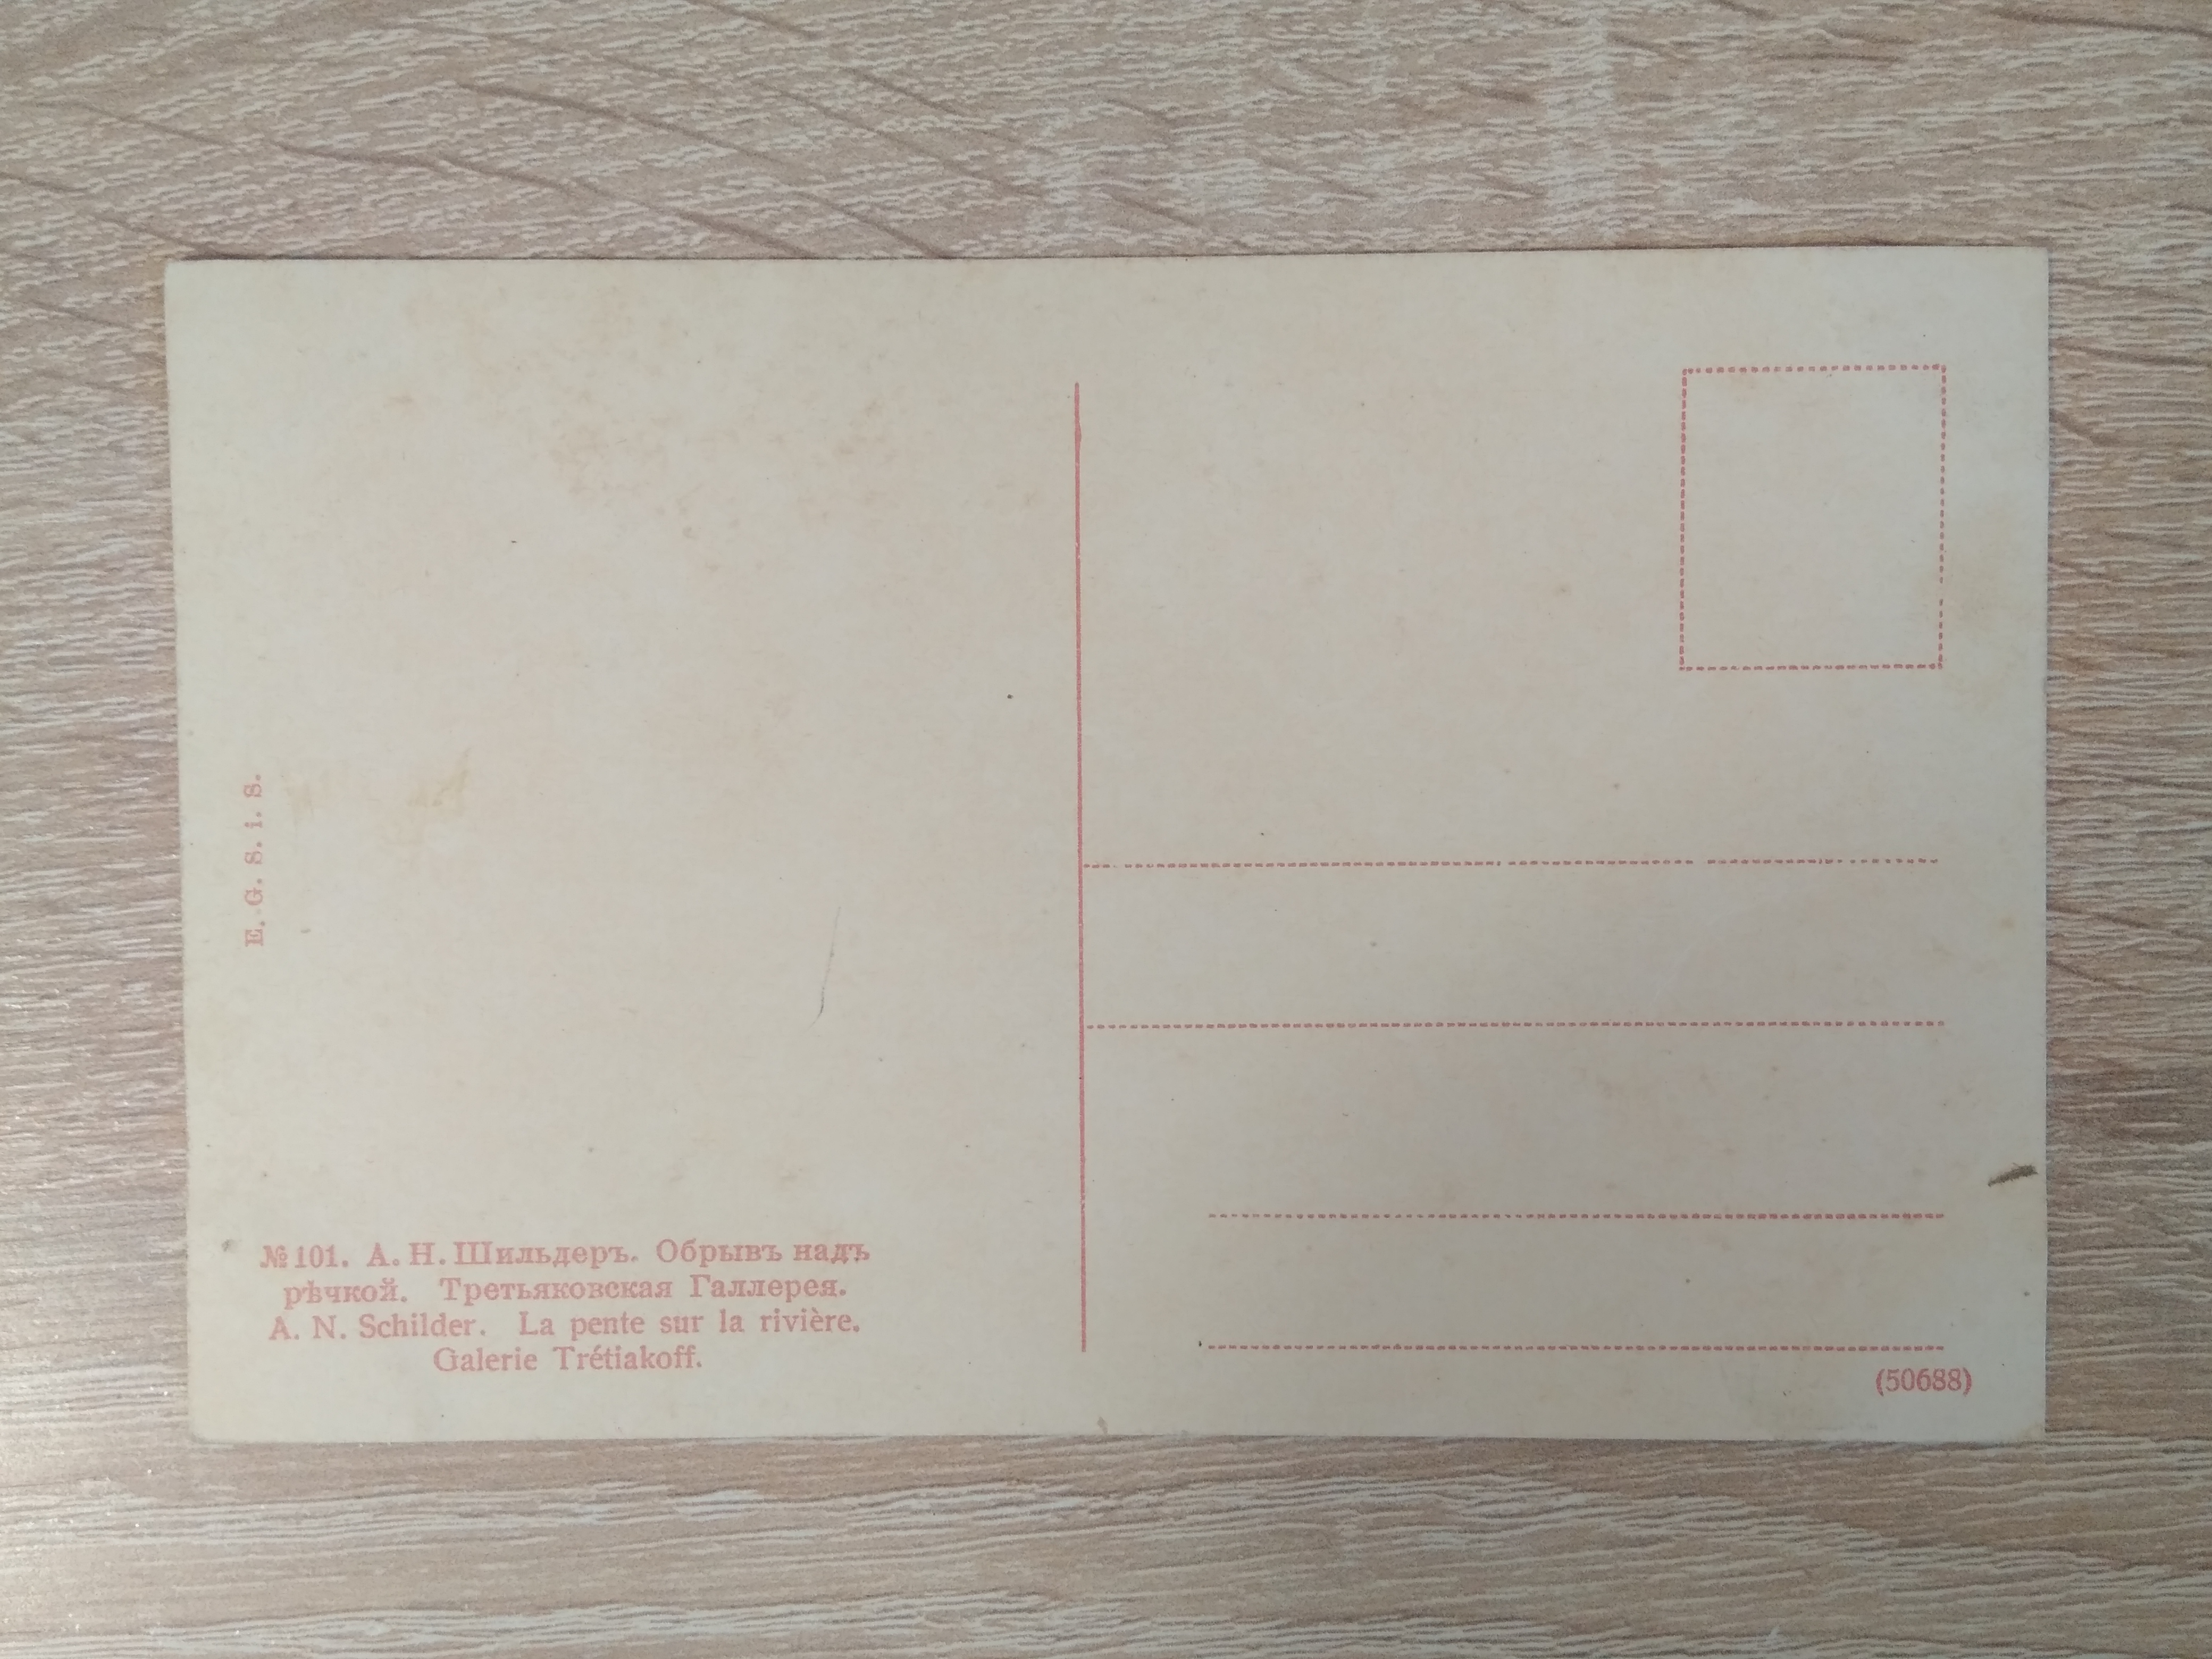 E. G. S. i. S.
№ 101. А. Н. Шильдеръ. Обрывъ надъ
рѣчкой. Третьяковская Галлерея.
A. N. Schilder. La pente sur la rivière.
Galerie Trétiakoff.
(50688)